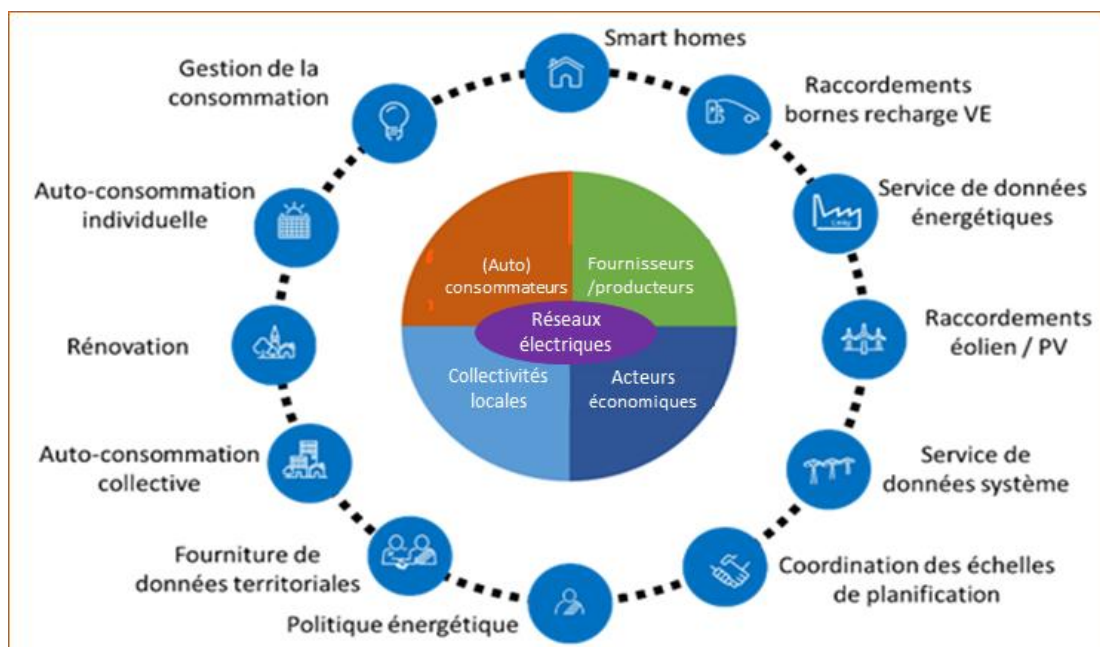 Smart homes
Raccordements
bornes recharge VE
Service de données
énergétiques
Raccordements
éolien / PV
Service de
données système
Coordination des échelles
de planification
Politique énergétique
Fourniture de
données territoriales
Auto-consommation
collective
Rénovation
Auto-consommation
individuelle
Gestion de la
consommation
(Auto)
consommateurs
Fournisseurs
/producteurs
Réseaux
électriques
Collectivités
locales
Acteurs
économiques